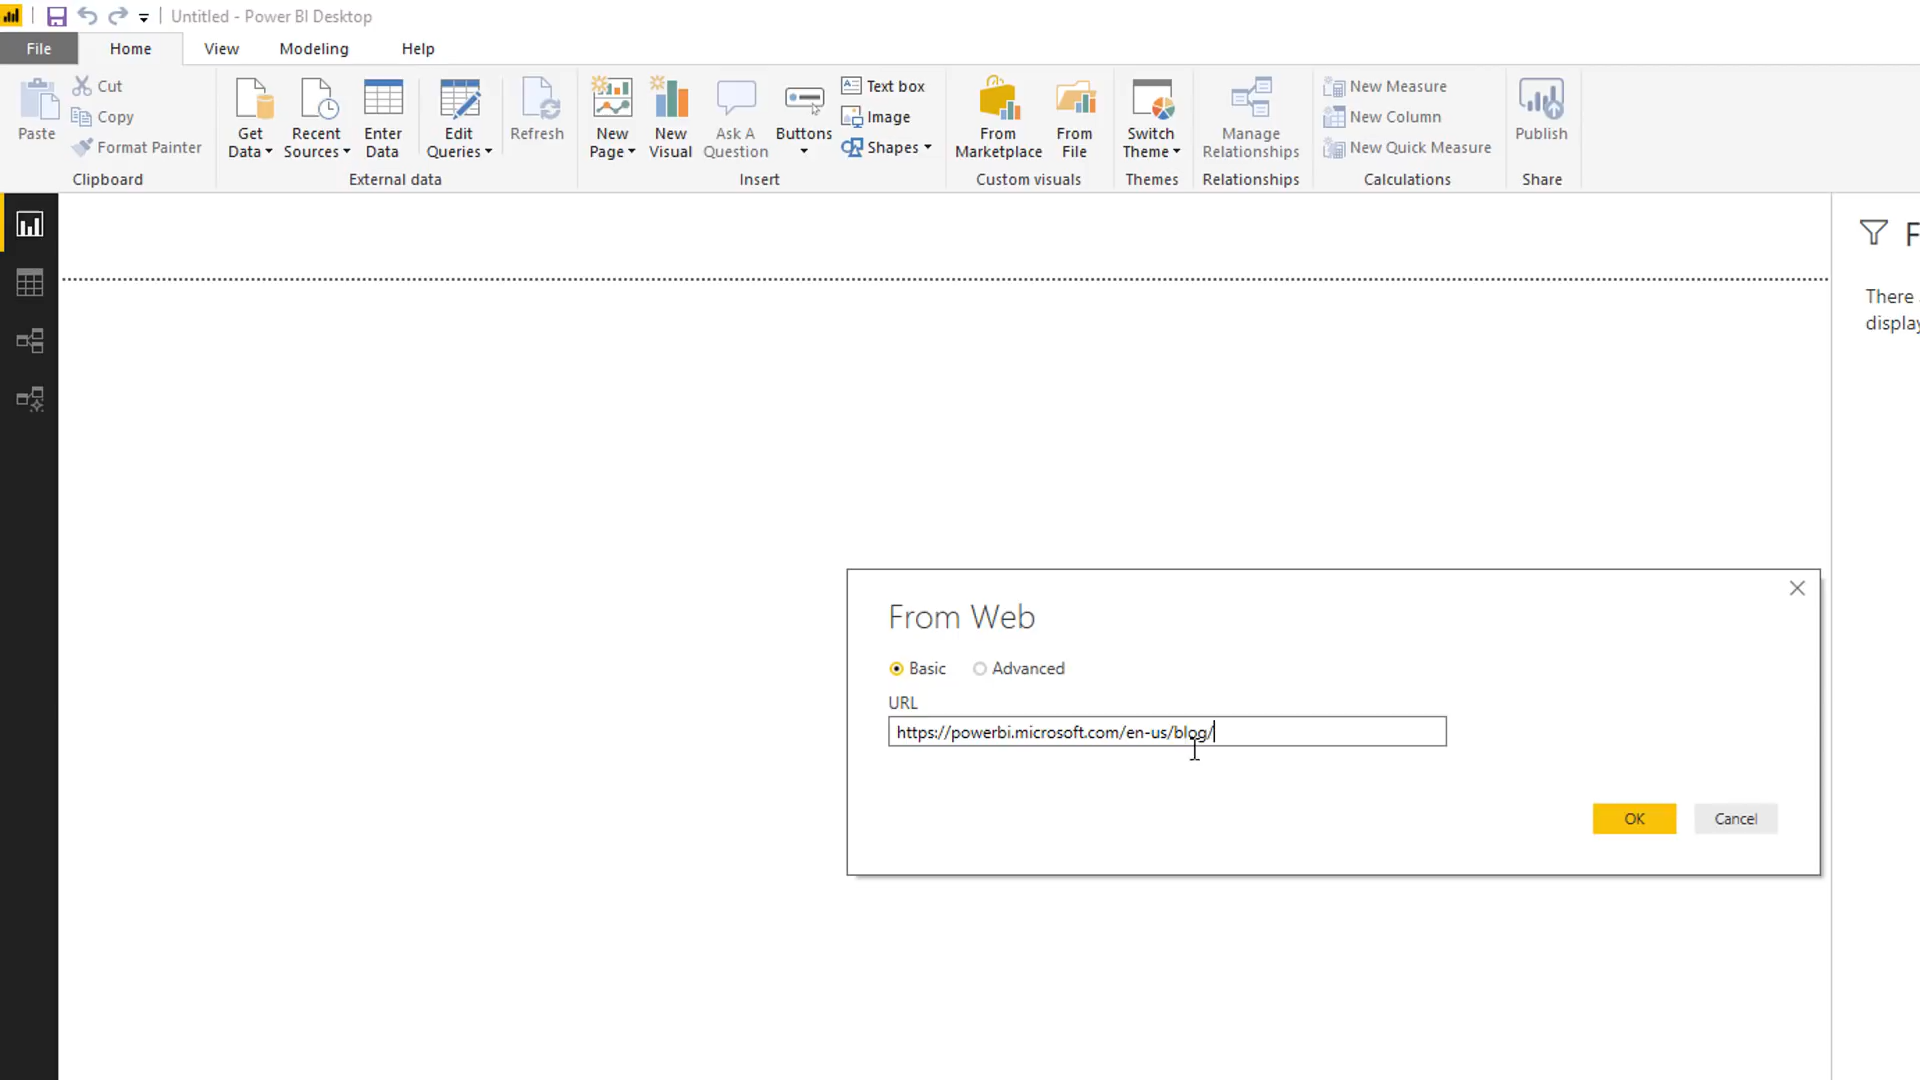 Untitled - Power BI Desktop
File Home View Modeling Help
Paste
Cut
Copy
Format Painter
Clipboard
Get Data
Recent Sources
Enter Data
Edit Queries
Refresh
External data
New Page
New Visual
Ask A Question
Buttons
Text box
Image
Shapes
Insert
From Marketplace
From File
Custom visuals
Switch Theme
Themes
Manage Relationships
Relationships
New Measure
New Column
New Quick Measure
Calculations
Publish
Share
F
There
display
From Web
Basic Advanced
URL
https://powerbi.microsoft.com/en-us/blog/
OK Cancel